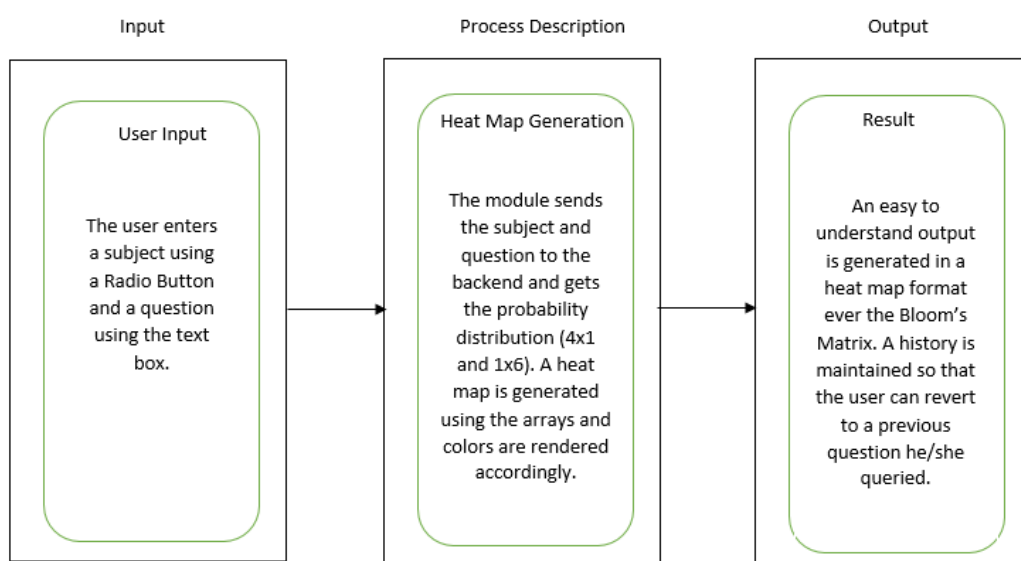 Input
Process Description
Output
User Input
The user enters
a subject using
a Radio Button
and a question
using the text
box.
Heat Map Generation
The module sends
the subject and
question to the
backend and gets
the probability
distribution (4x1
and 1x6). A heat
map is generated
using the arrays and
colors are rendered
accordingly.
Result
An easy to
understand output
is generated in a
heat map format
ever the Bloom’s
Matrix. A history is
maintained so that
the user can revert
to a previous
question he/she
queried.